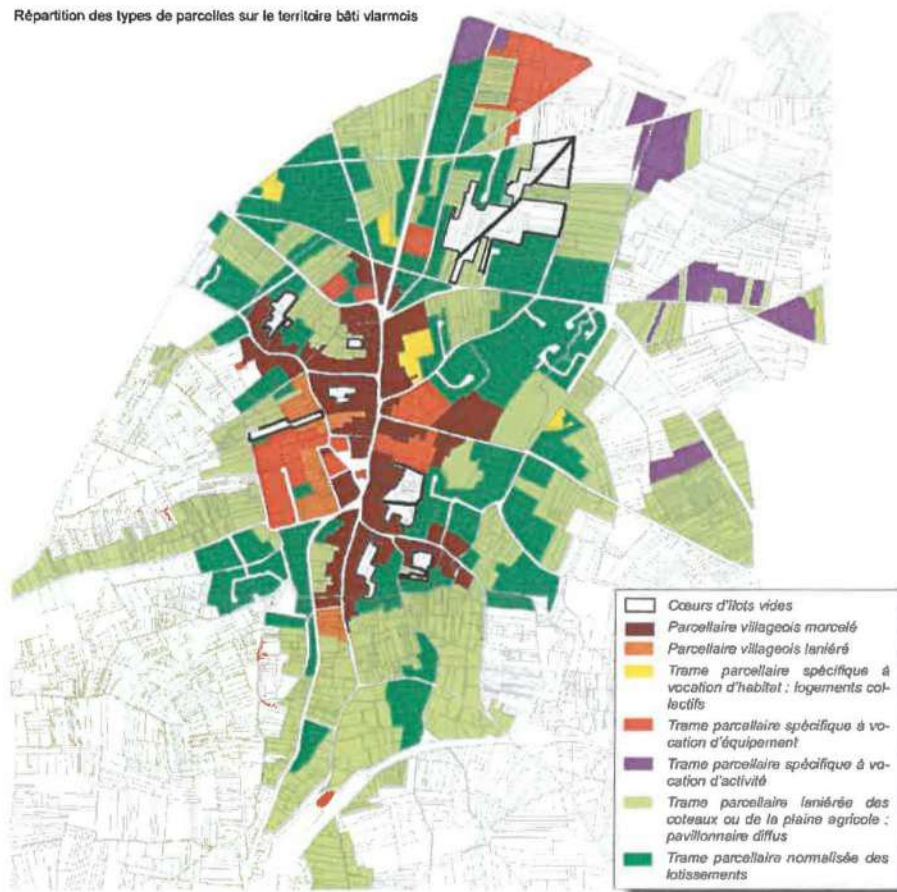 Répartition des types de parcelles sur le territoire bâti viarmois
Cœurs d'îlots vides
Parcellaire villageois morcelé
Parcellaire villageois laniéré
Trame parcellaire spécifique à
vocation d'habitat : logements col-
lectifs
Trame parcellaire spécifique à vo-
cation d'équipement
Trame parcellaire spécifique à vo-
cation d'activité
Trame parcellaire laniérée des
coteaux ou de la plaine agricole :
pavillonnaire diffus
Trame parcellaire normalisée des
lotissements